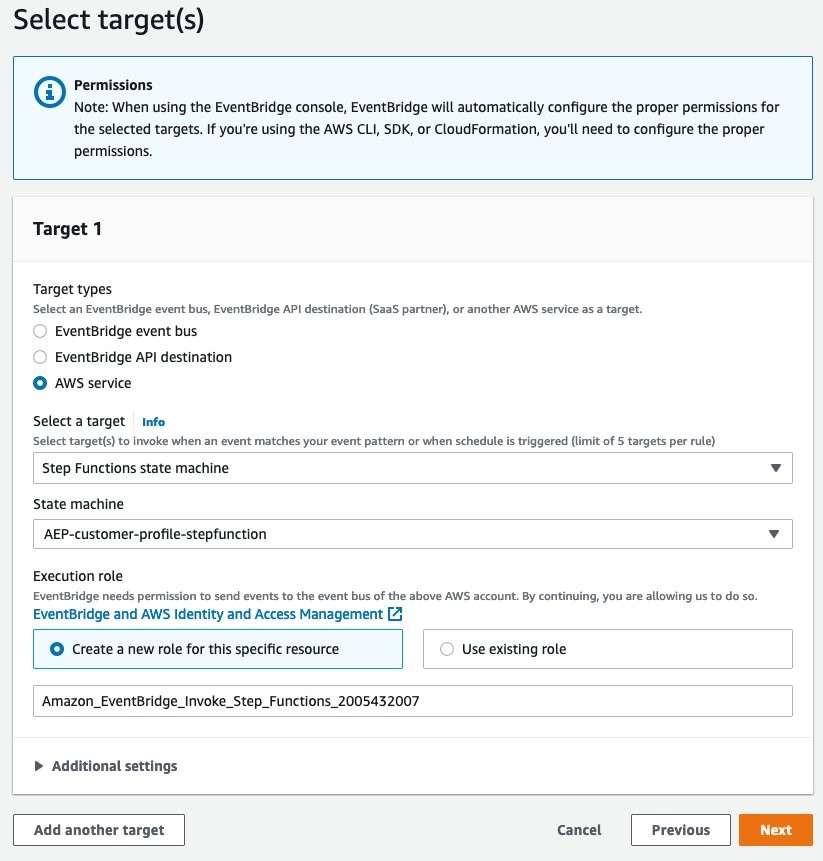 Select target(s)
Permissions
Note: When using the EventBridge console, EventBridge will automatically configure the proper permissions for
the selected targets. If you're using the AWS CLI, SDK, or CloudFormation, you'll need to configure the proper
permissions.
Target 1
Target types
Select an EventBridge event bus, EventBridge API destination (SaaS partner), or another AWS service as a target.
EventBridge event bus
EventBridge API destination
AWS service
Select a target Info
Select target(s) to invoke when an event matches your event pattern or when schedule is triggered (limit of 5 targets per rule)
Step Functions state machine
State machine
AEP-customer-profile-stepfunction
Execution role
EventBridge needs permission to send events to the event bus of the above AWS account. By continuing, you are allowing us to do so.
EventBridge and AWS Identity and Access Management
Create a new role for this specific resource Use existing role
Amazon_EventBridge_Invoke_Step_Functions_2005432007
Additional settings
Add another target Cancel Previous Next